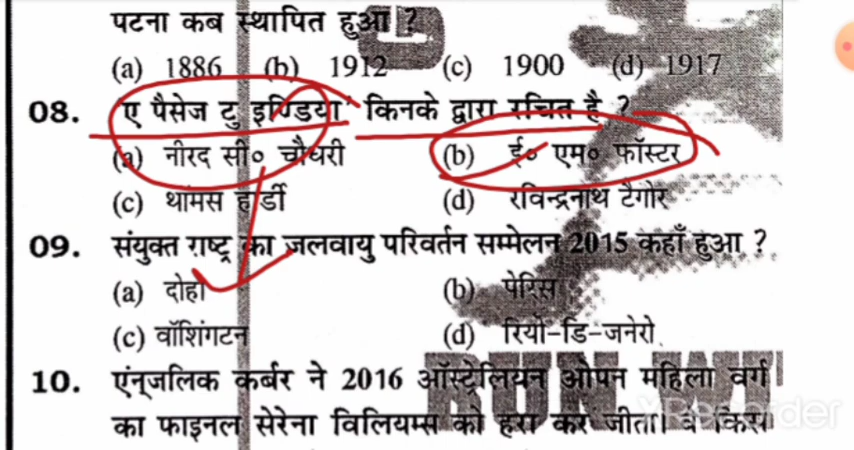 पटना कब स्थापित हुआ ?
(a) 1886 (b) 1912 (c) 1900 (d) 1917
08. 'ए पैसेज टु इण्डिया' किनके द्वारा रचित है ?
(a) नीरद सी० चौधरी (b) ई० एम० फॉस्टर
(c) थॉमस हार्डी (d) रविन्द्रनाथ टैगोर
09. संयुक्त राष्ट्र का जलवायु परिवर्तन सम्मेलन 2015 कहाँ हुआ ?
(a) दोहा (b) पेरिस
(c) वॉशिंगटन (d) रियो-डि-जनेरो.
10. एंन्जलिक कर्बर ने 2016 ऑस्ट्रेलियन ओपन महिला वर्ग
का फाइनल सेरेना विलियम्स को हरा कर जीता। वे किस
XRecorder